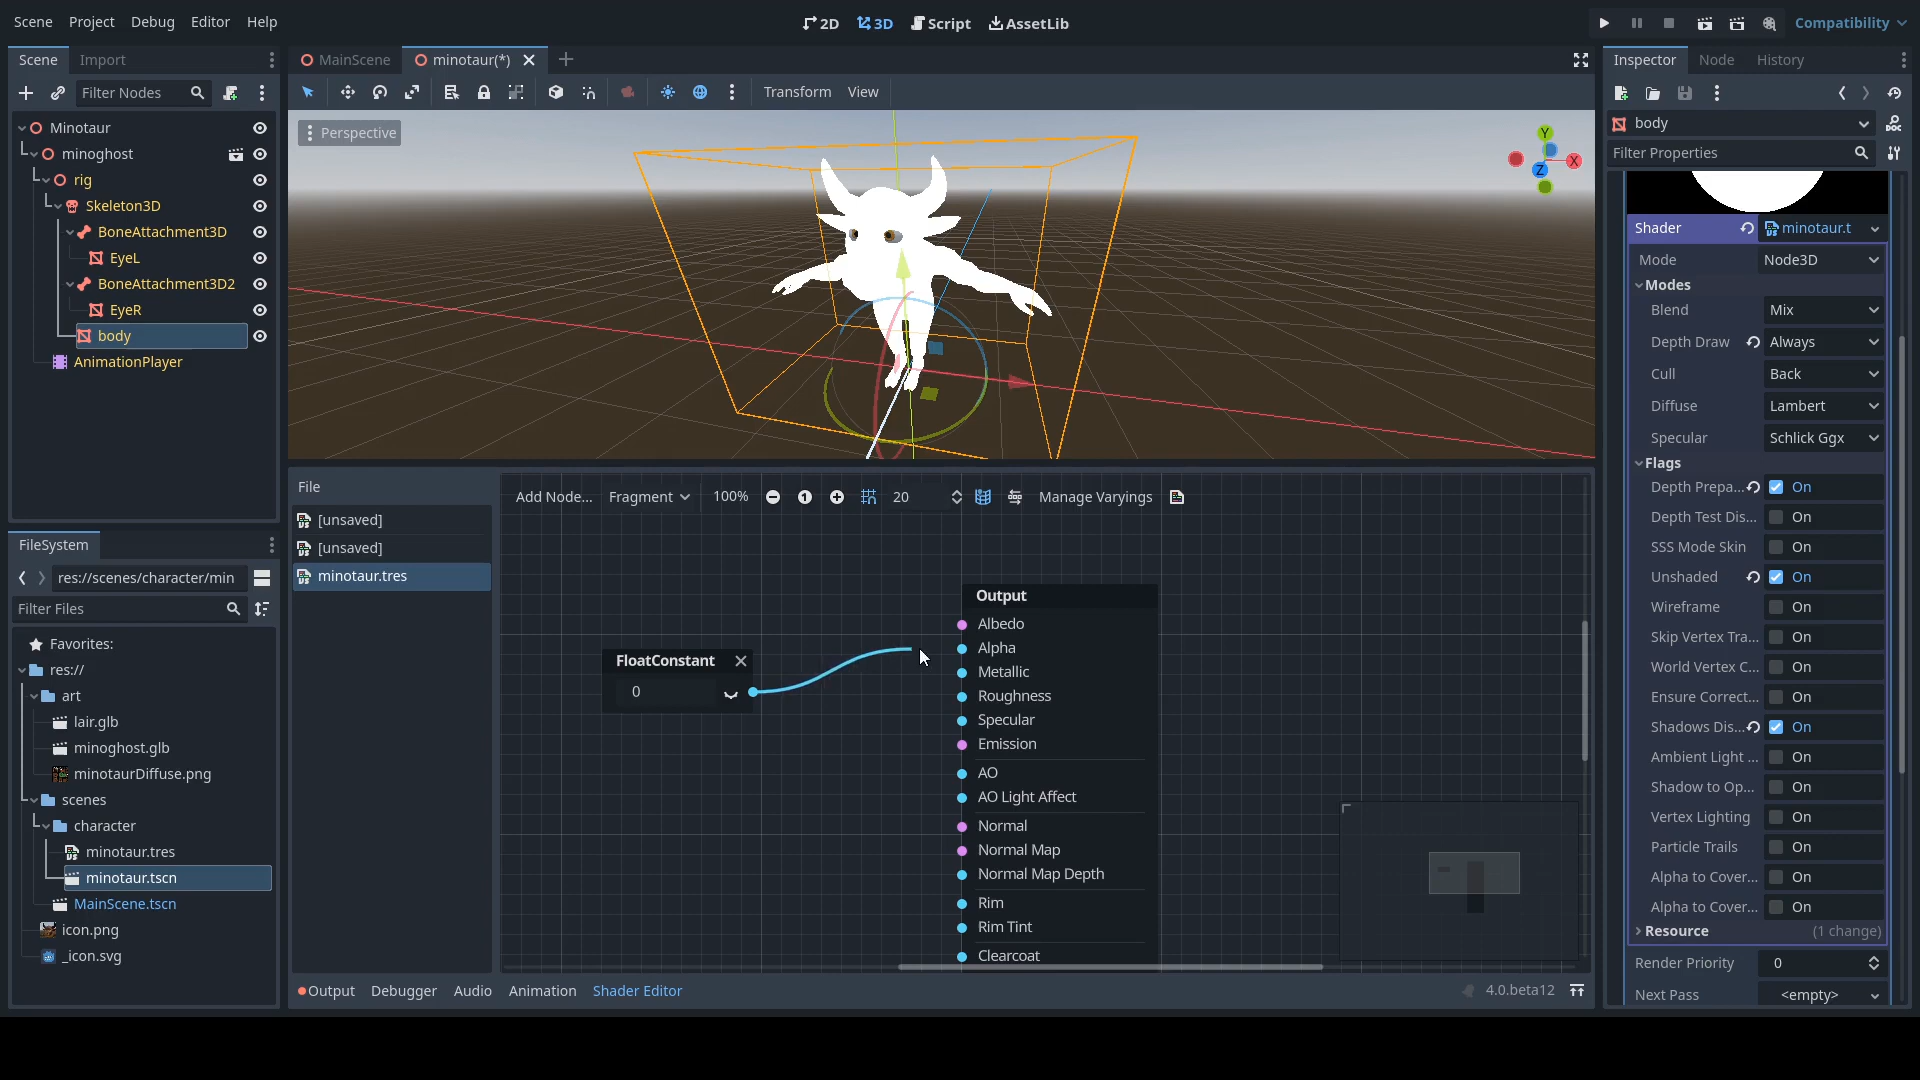 Scene Project Debug Editor Help
2D 3D Script AssetLib
Compatibility
Scene Import
Filter Nodes
Minotaur
minoghost
rig
Skeleton3D
BoneAttachment3D
EyeL
BoneAttachment3D2
EyeR
body
AnimationPlayer
FileSystem
res://scenes/character/min
Filter Files
Favorites:
res://
art
lair.glb
minoghost.glb
minotaurDiffuse.png
scenes
character
minotaur.tres
minotaur.tscn
MainScene.tscn
icon.png
_icon.svg
MainScene minotaur(*)
Transform View
Perspective
Y
X
Z
File
[unsaved]
[unsaved]
minotaur.tres
Add Node... Fragment 100% 1 20 Manage Varyings
FloatConstant
0
Output
Albedo
Alpha
Metallic
Roughness
Specular
Emission
AO
AO Light Affect
Normal
Normal Map
Normal Map Depth
Rim
Rim Tint
Clearcoat
Output Debugger Audio Animation Shader Editor
4.0.beta12
Inspector Node History
body
Filter Properties
Shader minotaur.t
Mode Node3D
Modes
Blend Mix
Depth Draw Always
Cull Back
Diffuse Lambert
Specular Schlick Ggx
Flags
Depth Prepa... On
Depth Test Dis... On
SSS Mode Skin On
Unshaded On
Wireframe On
Skip Vertex Tra... On
World Vertex C... On
Ensure Correct... On
Shadows Dis... On
Ambient Light ... On
Shadow to Op... On
Vertex Lighting On
Particle Trails On
Alpha to Cover... On
Alpha to Cover... On
Resource (1 change)
Render Priority 0
Next Pass <empty>